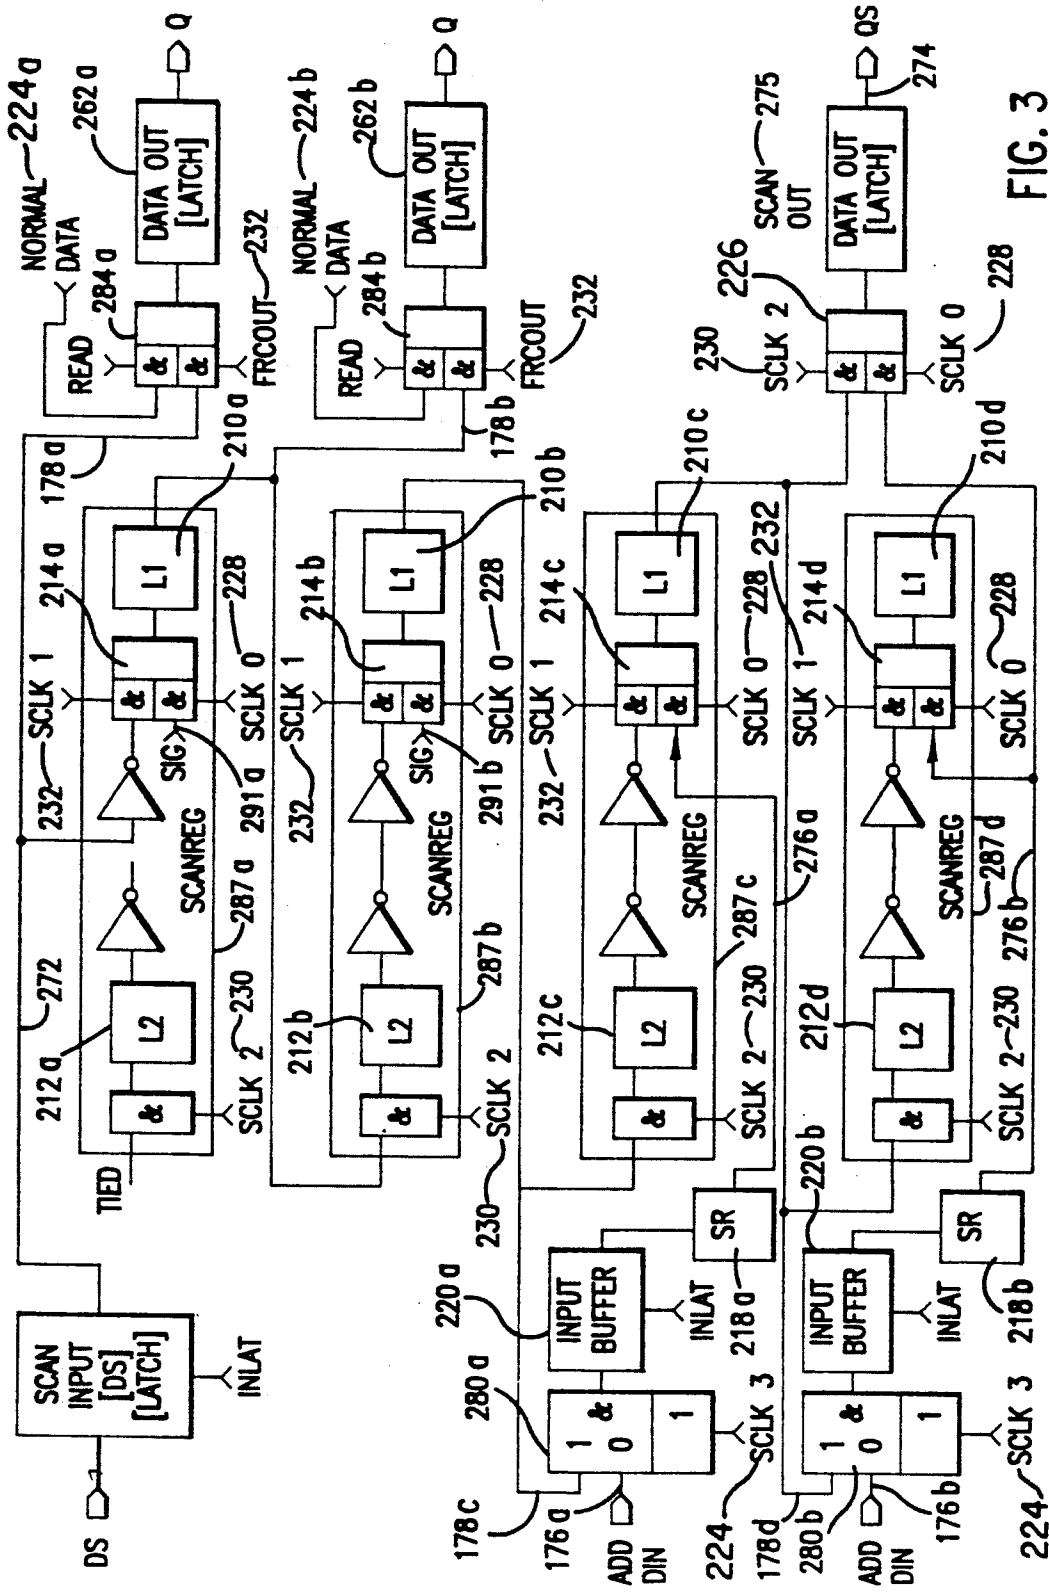 DS
SCAN
INPUT
[DS]
[LATCH]
INLAT
272
212a
TIED
&
L2
SCLK 2
230
287a
SCANREG
232
SCLK 1
214a
&
&
SIG
291a
SCLK 0
228
L1
210a
178a
READ
284a
&
&
FRCOUT
232
NORMAL
DATA
224a
262a
DATA OUT
[LATCH]
Q
212b
&
L2
230
SCLK 2
287b
SCANREG
232
SCLK 1
214b
&
&
SIG
291b
SCLK 0
228
L1
210b
178b
READ
284b
&
&
FRCOUT
232
NORMAL
DATA
224b
262b
DATA OUT
[LATCH]
Q
178c
176a
ADD
DIN
280a
1
0
&
1
224
SCLK 3
220a
INPUT
BUFFER
INLAT
SR
218a
212c
&
L2
SCLK 2
230
287c
SCANREG
276a
232
SCLK 1
214c
&
&
SCLK 0
228
L1
210c
178d
176b
ADD
DIN
280b
1
0
&
1
224
SCLK 3
220b
INPUT
BUFFER
INLAT
SR
218b
212d
&
L2
SCLK 2
230
287d
SCANREG
276b
232
SCLK 1
214d
&
&
SCLK 0
228
L1
210d
230
SCLK 2
226
&
&
SCLK 0
228
SCAN
OUT
275
DATA OUT
[LATCH]
QS
274
FIG. 3